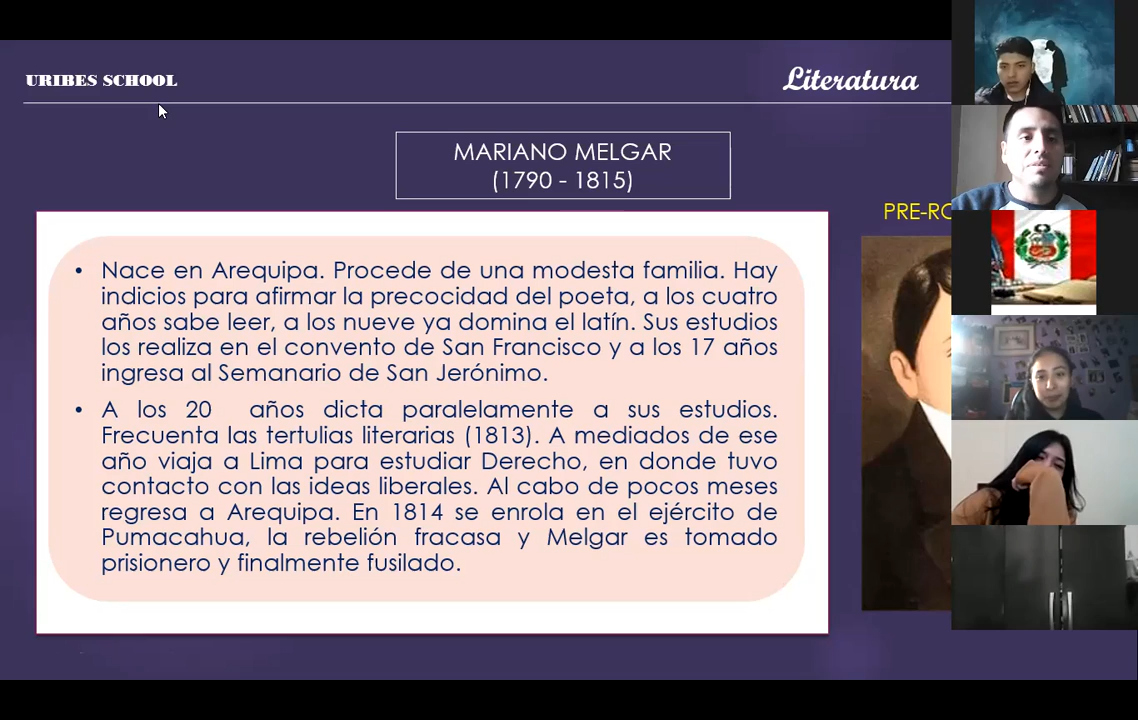 URIBES SCHOOL
Literatura
MARIANO MELGAR
(1790 - 1815)
PRE-RO
• Nace en Arequipa. Procede de una modesta familia. Hay
indicios para afirmar la precocidad del poeta, a los cuatro
años sabe leer, a los nueve ya domina el latín. Sus estudios
los realiza en el convento de San Francisco y a los 17 años
ingresa al Semanario de San Jerónimo.
• A los 20 años dicta paralelamente a sus estudios.
Frecuenta las tertulias literarias (1813). A mediados de ese
año viaja a Lima para estudiar Derecho, en donde tuvo
contacto con las ideas liberales. Al cabo de pocos meses
regresa a Arequipa. En 1814 se enrola en el ejército de
Pumacahua, la rebelión fracasa y Melgar es tomado
prisionero y finalmente fusilado.